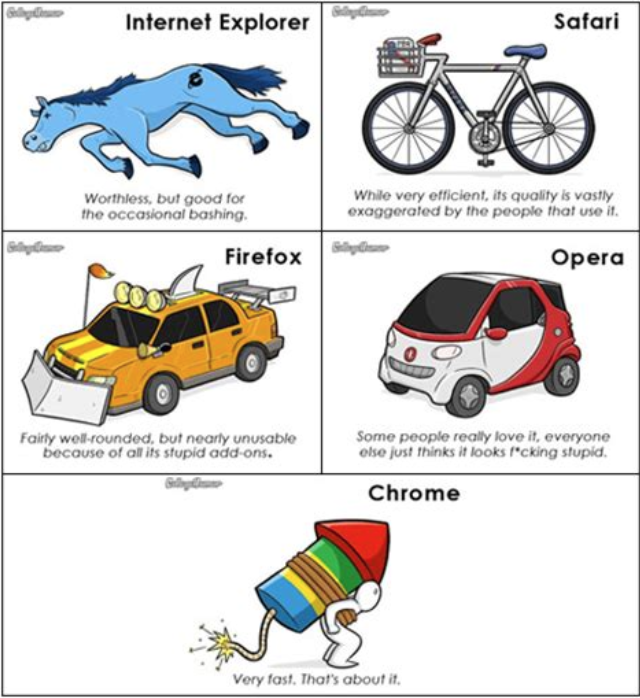 CollegeHumor
Internet Explorer
Worthless, but good for
the occasional bashing.
CollegeHumor
Safari
While very efficient, its quality is vastly
exaggerated by the people that use it.
CollegeHumor
Firefox
Fairly well-rounded, but nearly unusable
because of all its stupid add-ons.
CollegeHumor
Opera
Some people really love it, everyone
else just thinks it looks f*cking stupid.
CollegeHumor
Chrome
Very fast. That's about it.